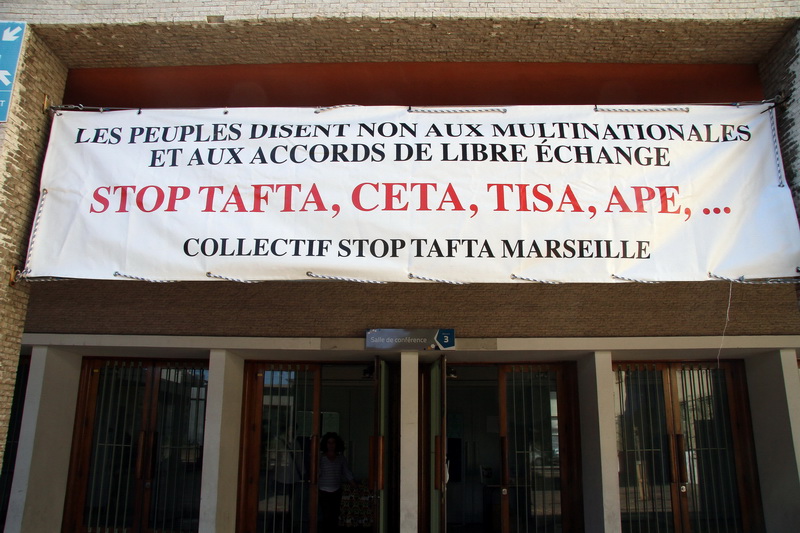 LES PEUPLES DISENT NON AUX MULTINATIONALES
ET AUX ACCORDS DE LIBRE ÉCHANGE
STOP TAFTA, CETA, TISA, APE, ...
COLLECTIF STOP TAFTA MARSEILLE
Salle de conférence 3